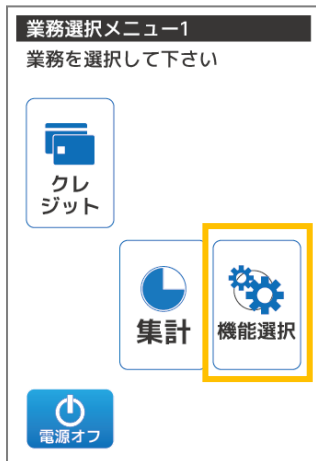 業務選択メニュー1
業務を選択して下さい
クレ
ジット
集計
機能選択
電源オフ